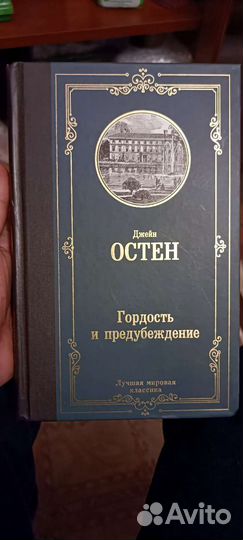 Джейн
ОСТЕН
Гордость
и предубеждение
Лучшая мировая
классика
Avito